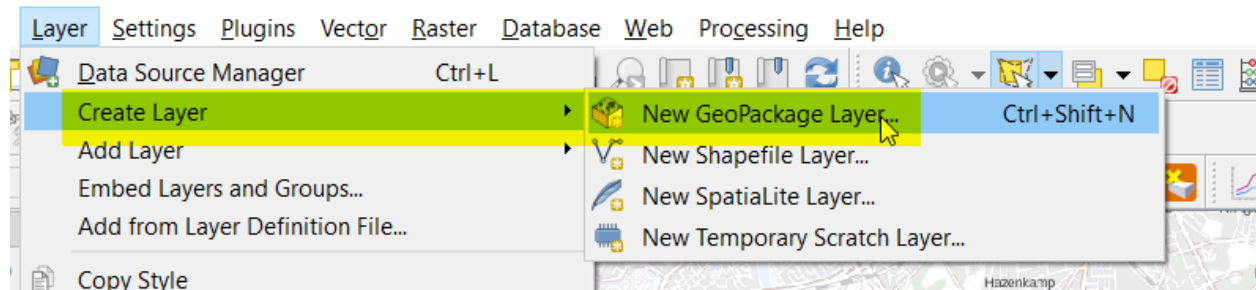 Layer Settings Plugins Vector Raster Database Web Processing Help
Data Source Manager Ctrl+L
Create Layer
New GeoPackage Layer... Ctrl+Shift+N
Add Layer
New Shapefile Layer...
Embed Layers and Groups...
New SpatiaLite Layer...
Add from Layer Definition File...
New Temporary Scratch Layer...
Copy Style
Hazenkamp